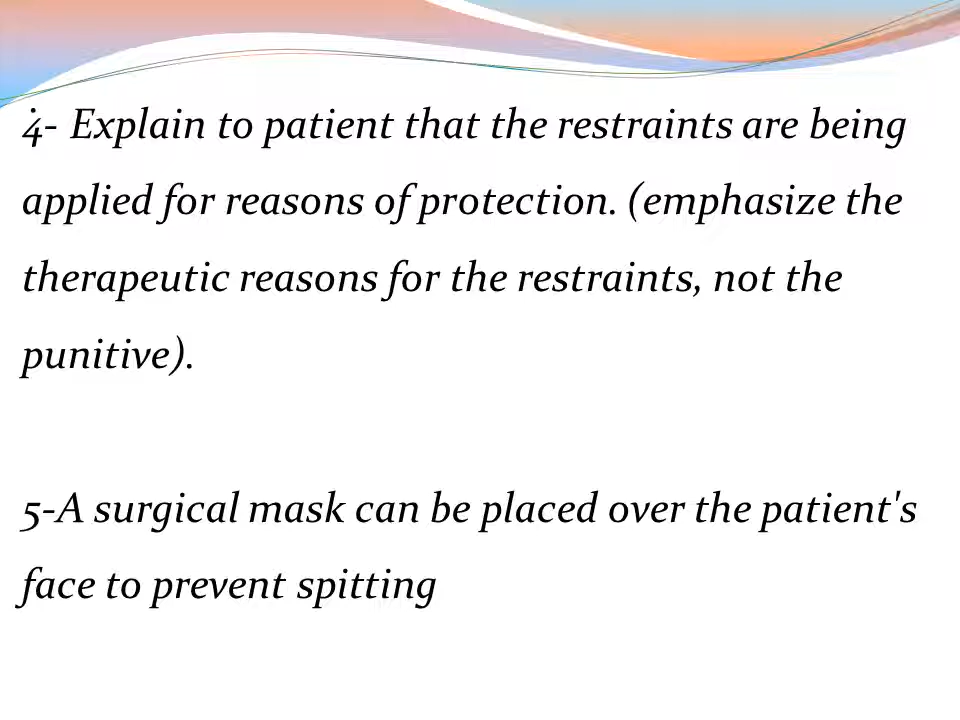 4- Explain to patient that the restraints are being
applied for reasons of protection. (emphasize the
therapeutic reasons for the restraints, not the
punitive).
5-A surgical mask can be placed over the patient's
face to prevent spitting